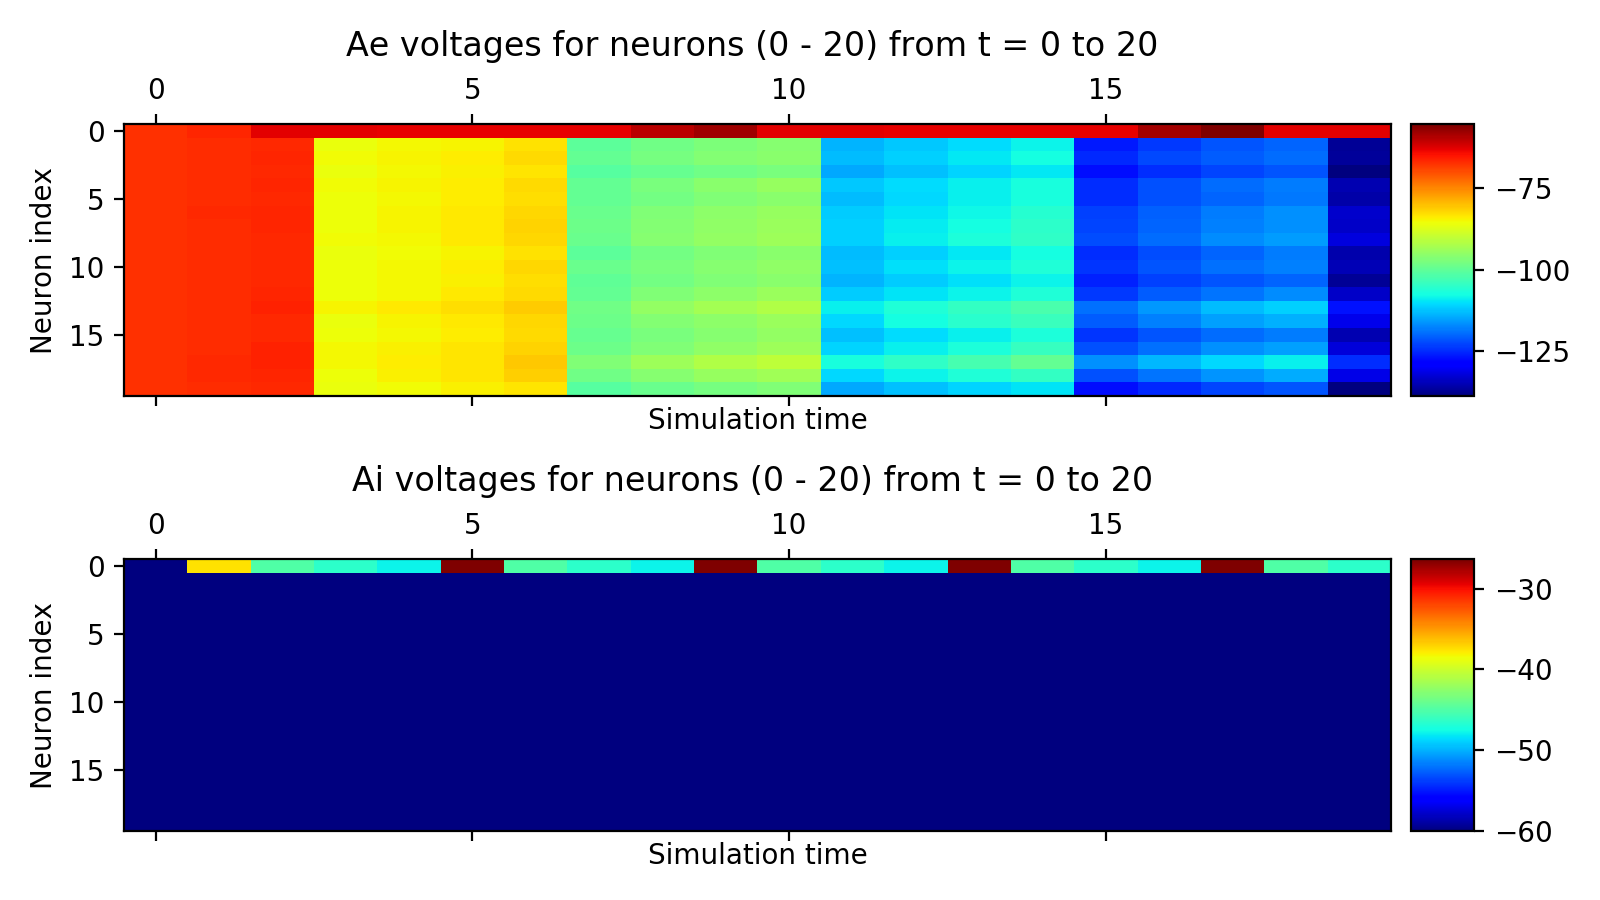 Ae voltages for neurons (0 - 20) from t = 0 to 20
0 5 10 15
0
5
10
15
Neuron index
Simulation time
−75
−100
−125
Ai voltages for neurons (0 - 20) from t = 0 to 20
0 5 10 15
0
5
10
15
Neuron index
Simulation time
−30
−40
−50
−60